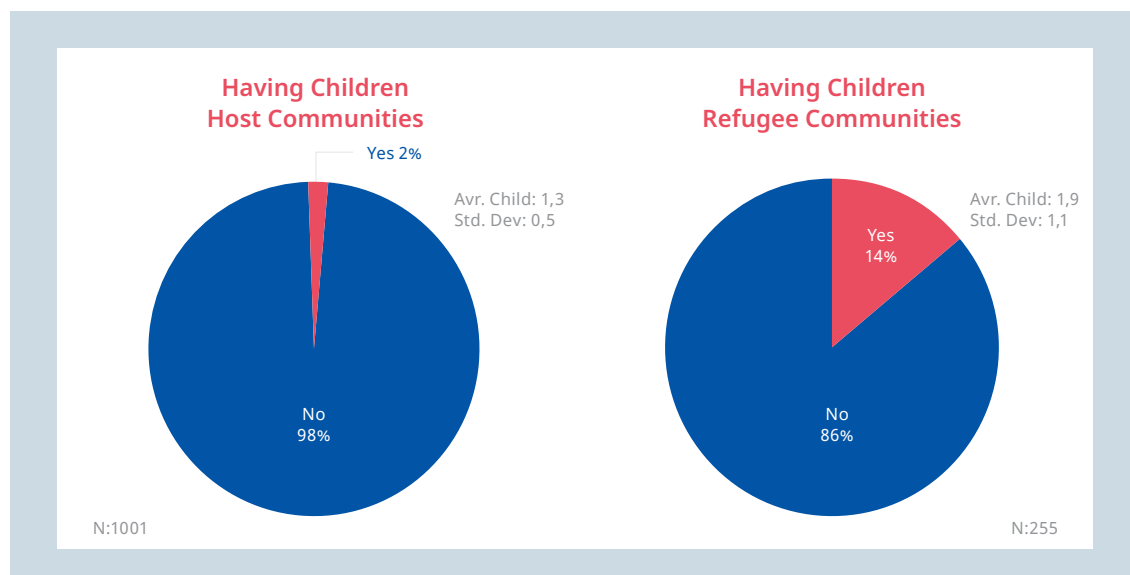 Having Children
Host Communities
Yes 2%
Avr. Child: 1,3
Std. Dev: 0,5
No
98%
N:1001
Having Children
Refugee Communities
Avr. Child: 1,9
Std. Dev: 1,1
Yes
14%
No
86%
N:255